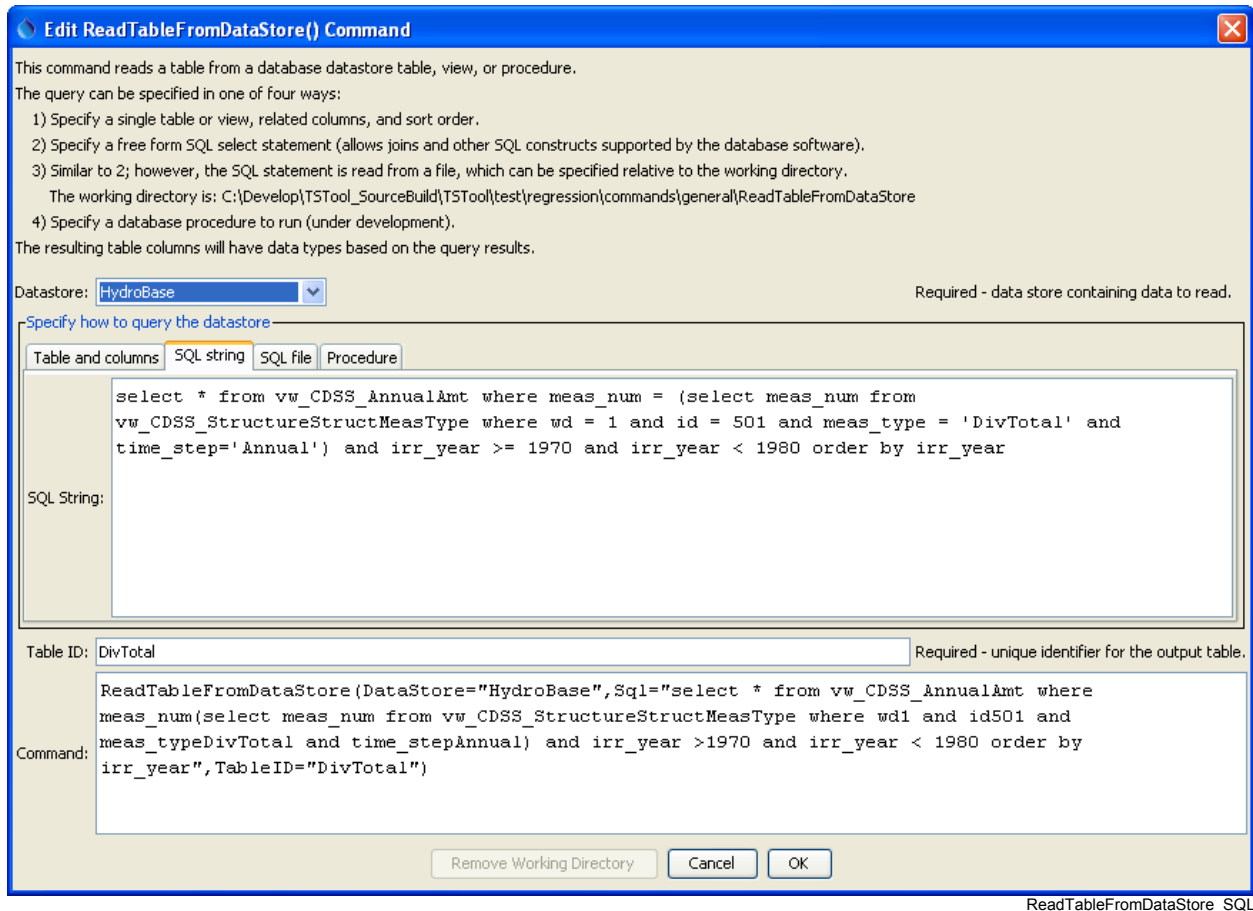 Edit ReadTableFromDataStore() Command
This command reads a table from a database datastore table, view, or procedure.
The query can be specified in one of four ways:
1) Specify a single table or view, related columns, and sort order.
2) Specify a free form SQL select statement (allows joins and other SQL constructs supported by the database software).
3) Similar to 2; however, the SQL statement is read from a file, which can be specified relative to the working directory.
The working directory is: C:\Develop\TSTool_SourceBuild\TSTool\test\regression\commands\general\ReadTableFromDataStore
4) Specify a database procedure to run (under development).
The resulting table columns will have data types based on the query results.
Datastore: HydroBase Required - data store containing data to read.
Specify how to query the datastore
Table and columns SQL string SQL file Procedure
select * from vw_CDSS_AnnualAmt where meas_num = (select meas_num from
vw_CDSS_StructureStructMeasType where wd = 1 and id = 501 and meas_type = 'DivTotal' and
time_step='Annual') and irr_year >= 1970 and irr_year < 1980 order by irr_year
SQL String:
Table ID: DivTotal Required - unique identifier for the output table.
ReadTableFromDataStore(DataStore="HydroBase",Sql="select * from vw_CDSS_AnnualAmt where
meas_num(select meas_num from vw_CDSS_StructureStructMeasType where wd1 and id501 and
Command: meas_typeDivTotal and time_stepAnnual) and irr_year >1970 and irr_year < 1980 order by
irr_year",TableID="DivTotal")
Remove Working Directory Cancel OK
ReadTableFromDataStore_SQL